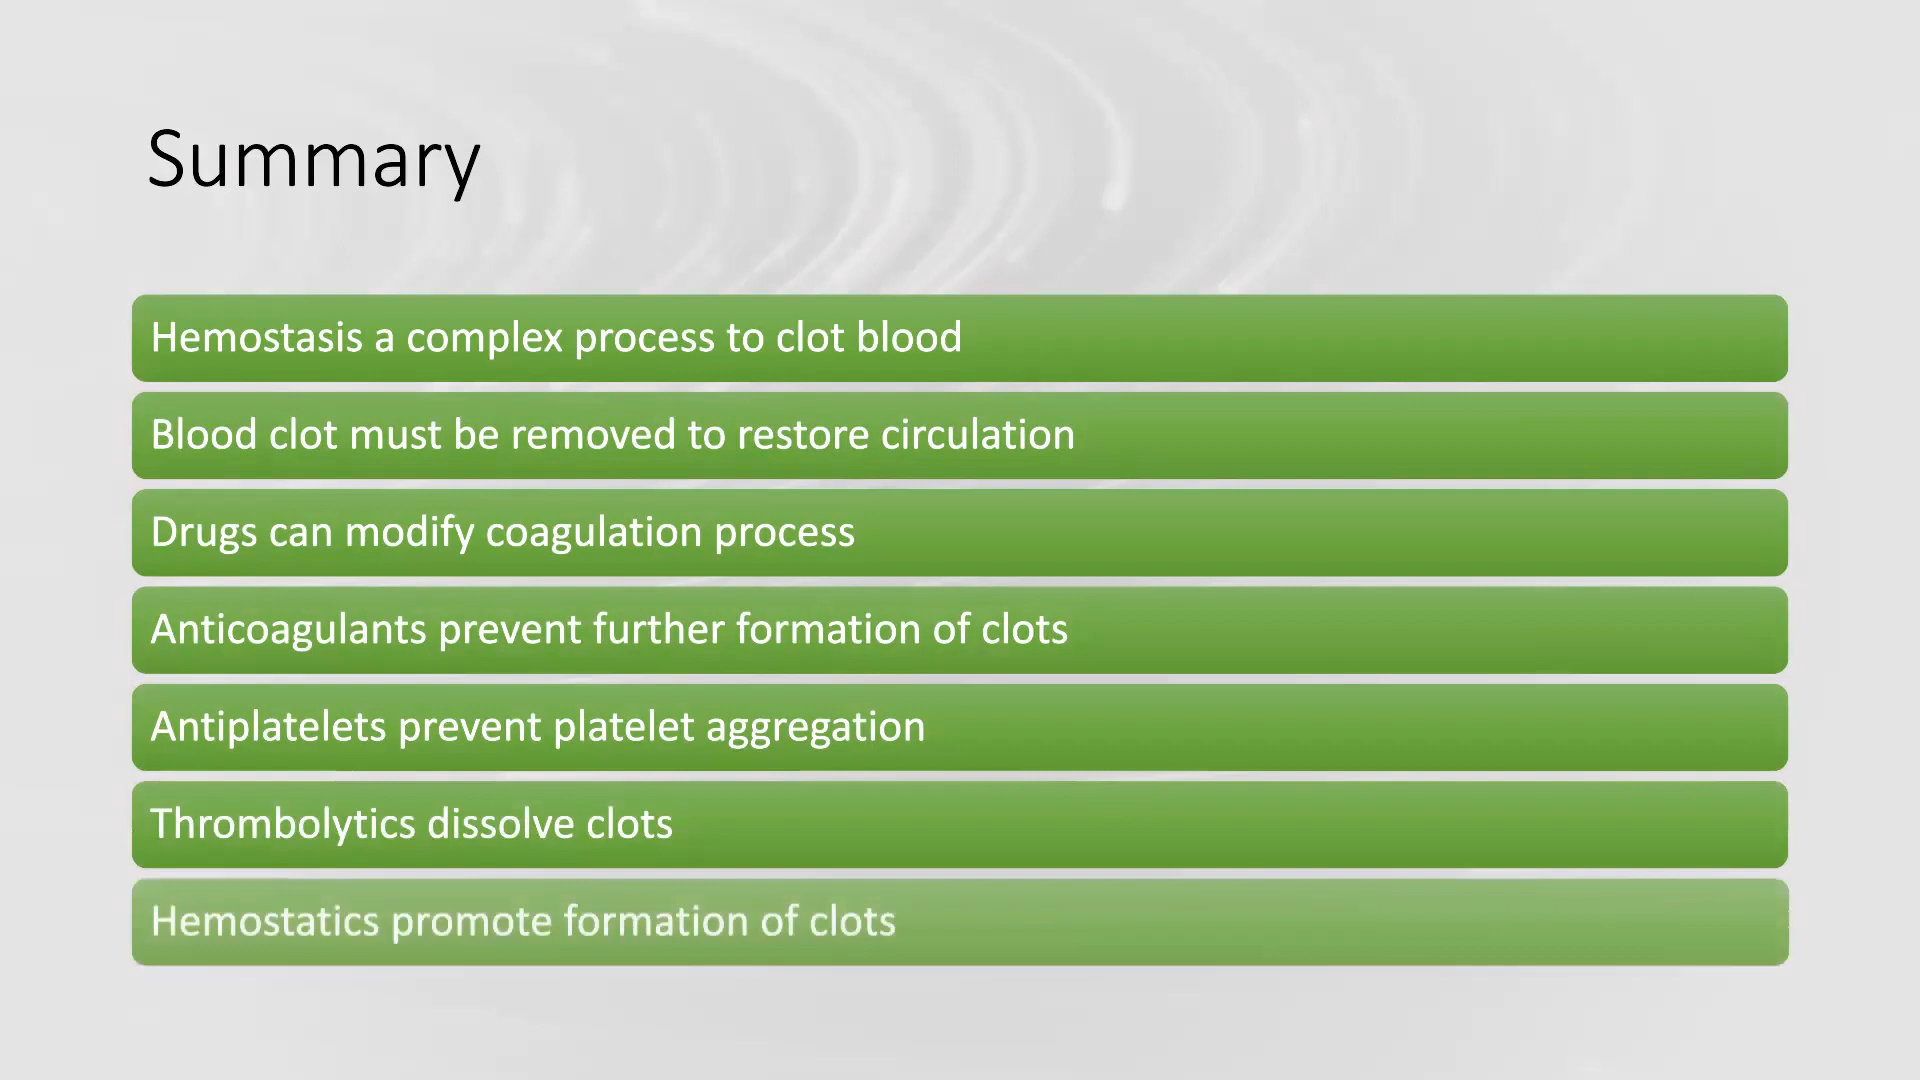 Summary
Hemostasis a complex process to clot blood
Blood clot must be removed to restore circulation
Drugs can modify coagulation process
Anticoagulants prevent further formation of clots
Antiplatelets prevent platelet aggregation
Thrombolytics dissolve clots
Hemostatics promote formation of clots